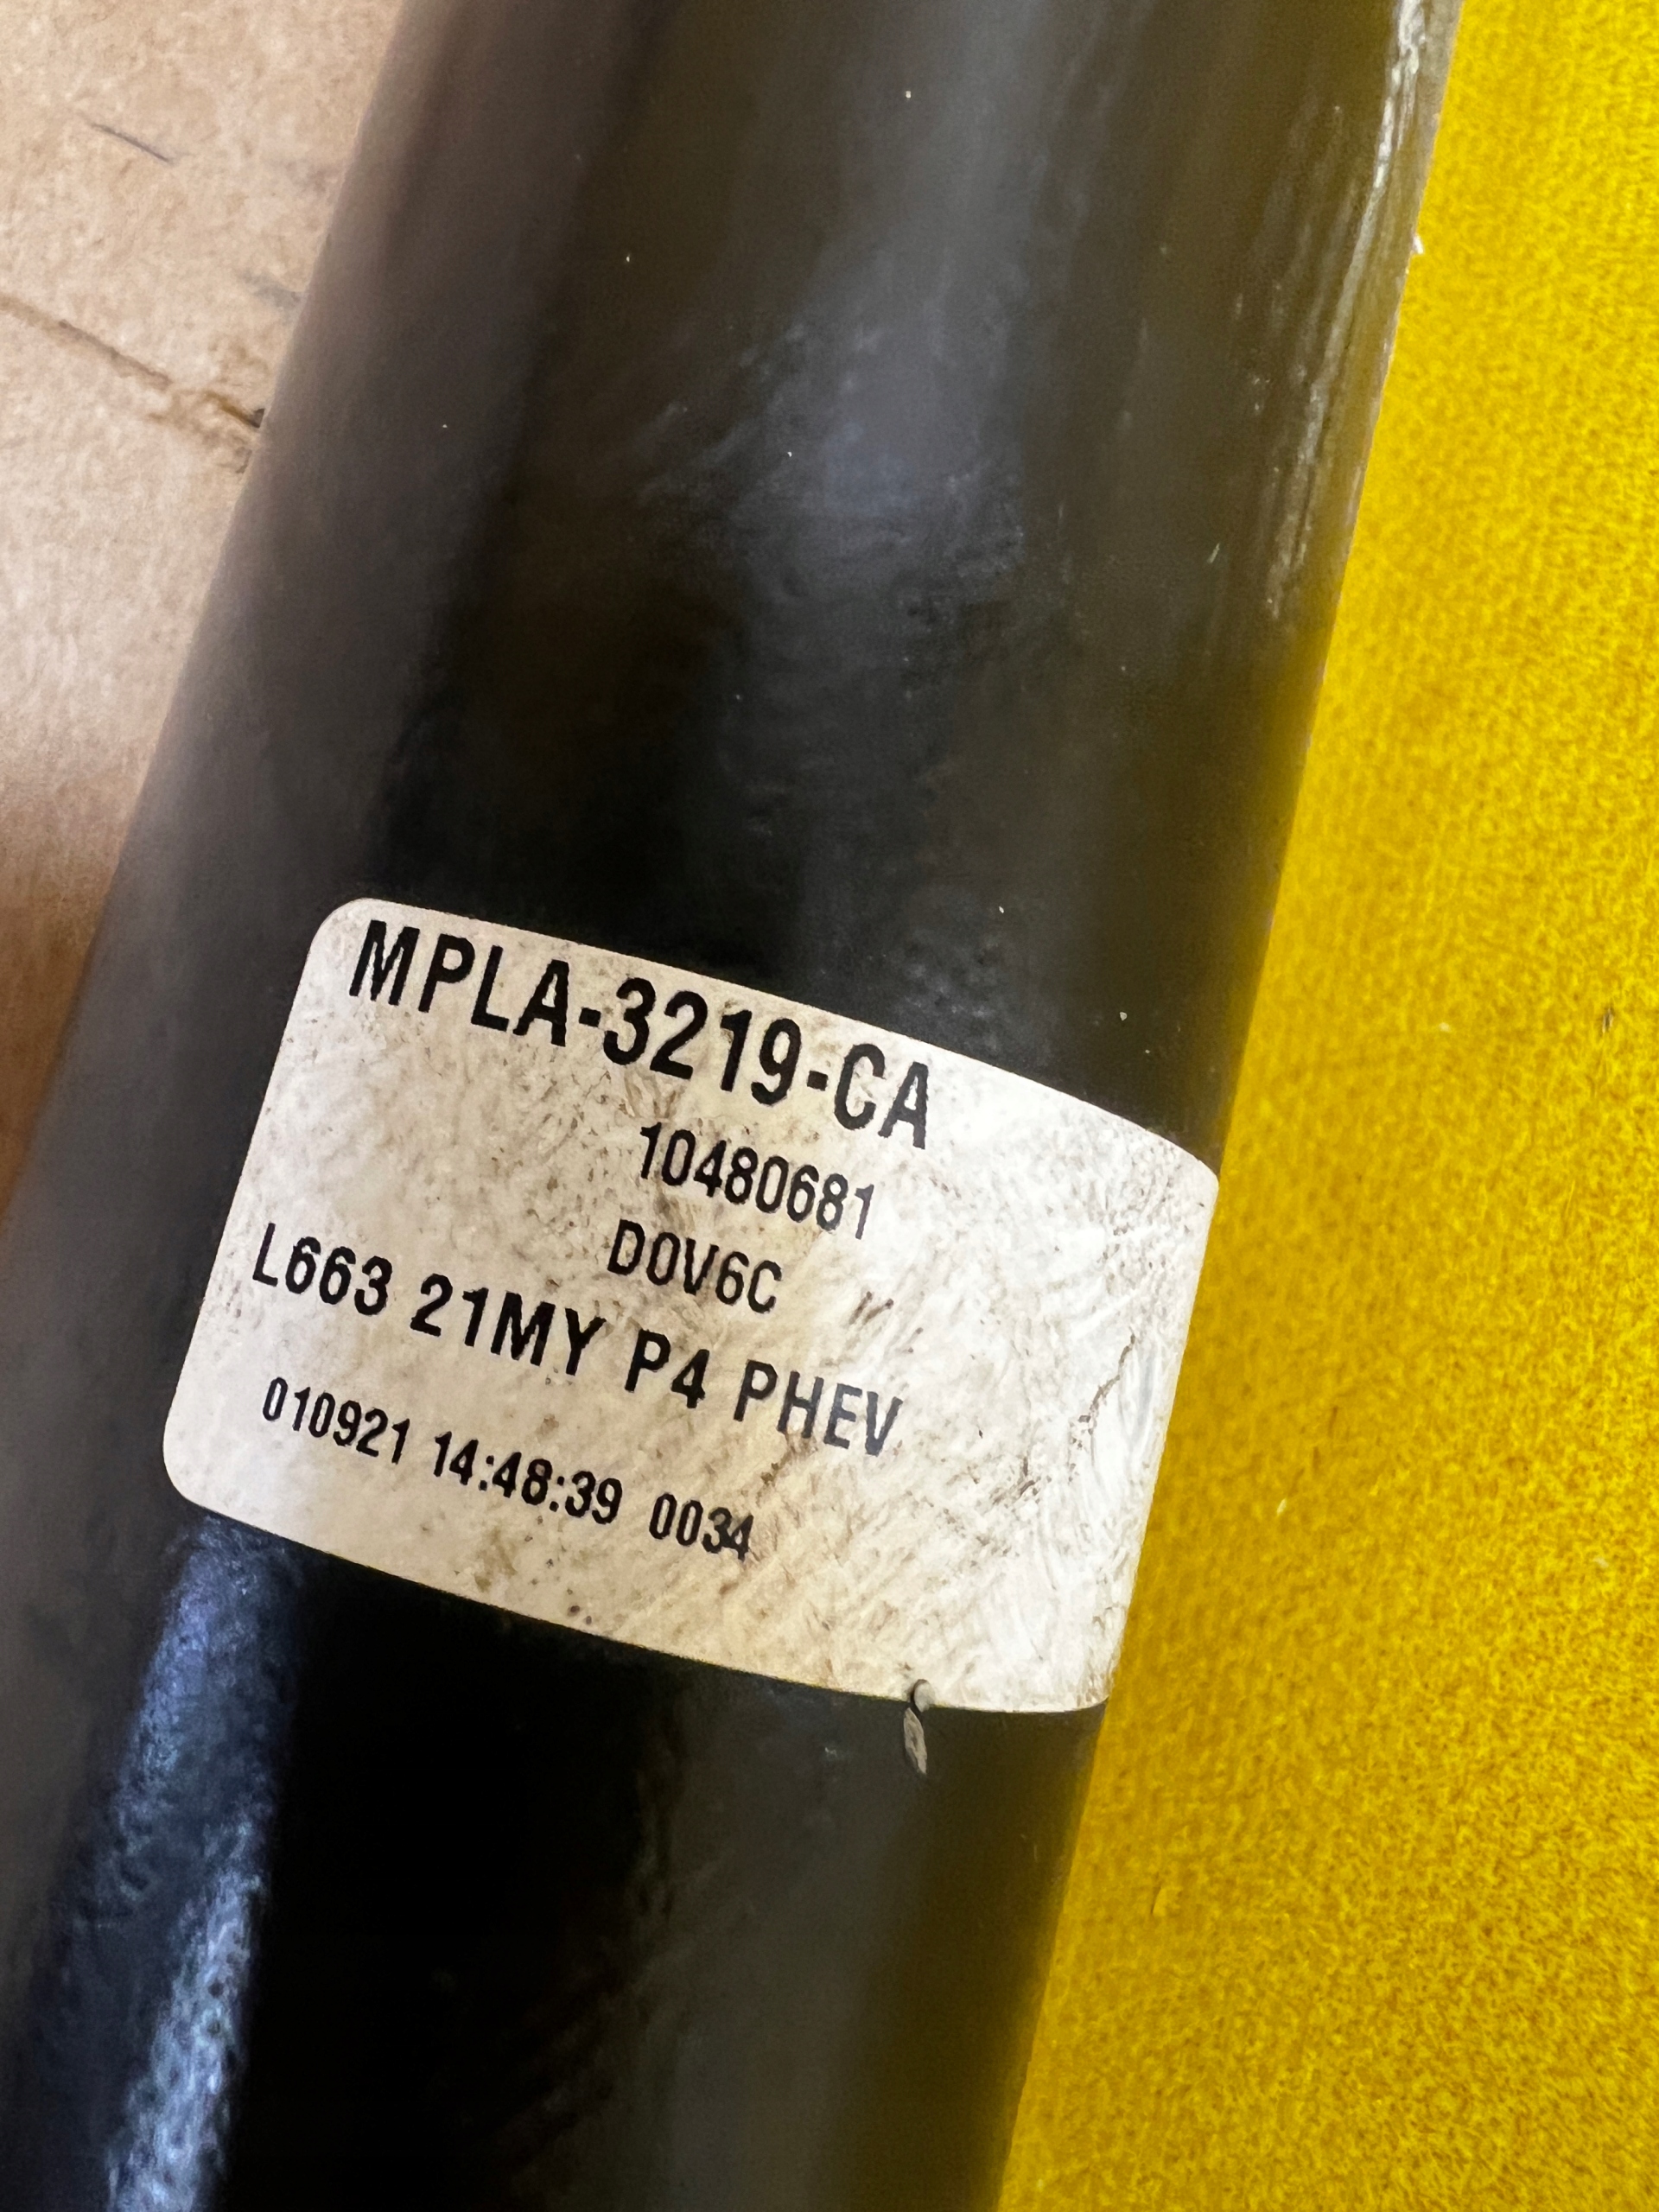 MPLA-3219-CA
10480681
D0V6C
L663 21MY P4 PHEV
010921 14:48:39 0034